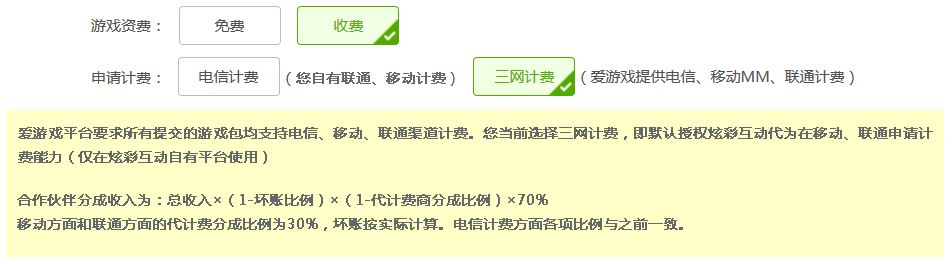 游戏资费： 免费 收费
申请计费： 电信计费 （您自有联通、移动计费） 三网计费 （爱游戏提供电信、移动MM、联通计费）
爱游戏平台要求所有提交的游戏包均支持电信、移动、联通渠道计费。您当前选择三网计费，即默认授权炫彩互动代为在移动、联通申请计
费能力（仅在炫彩互动自有平台使用）
合作伙伴分成收入为：总收入×（1-坏账比例）×（1-代计费商分成比例）×70%
移动方面和联通方面的代计费分成比例为30%，坏账按实际计算。电信计费方面各项比例与之前一致。